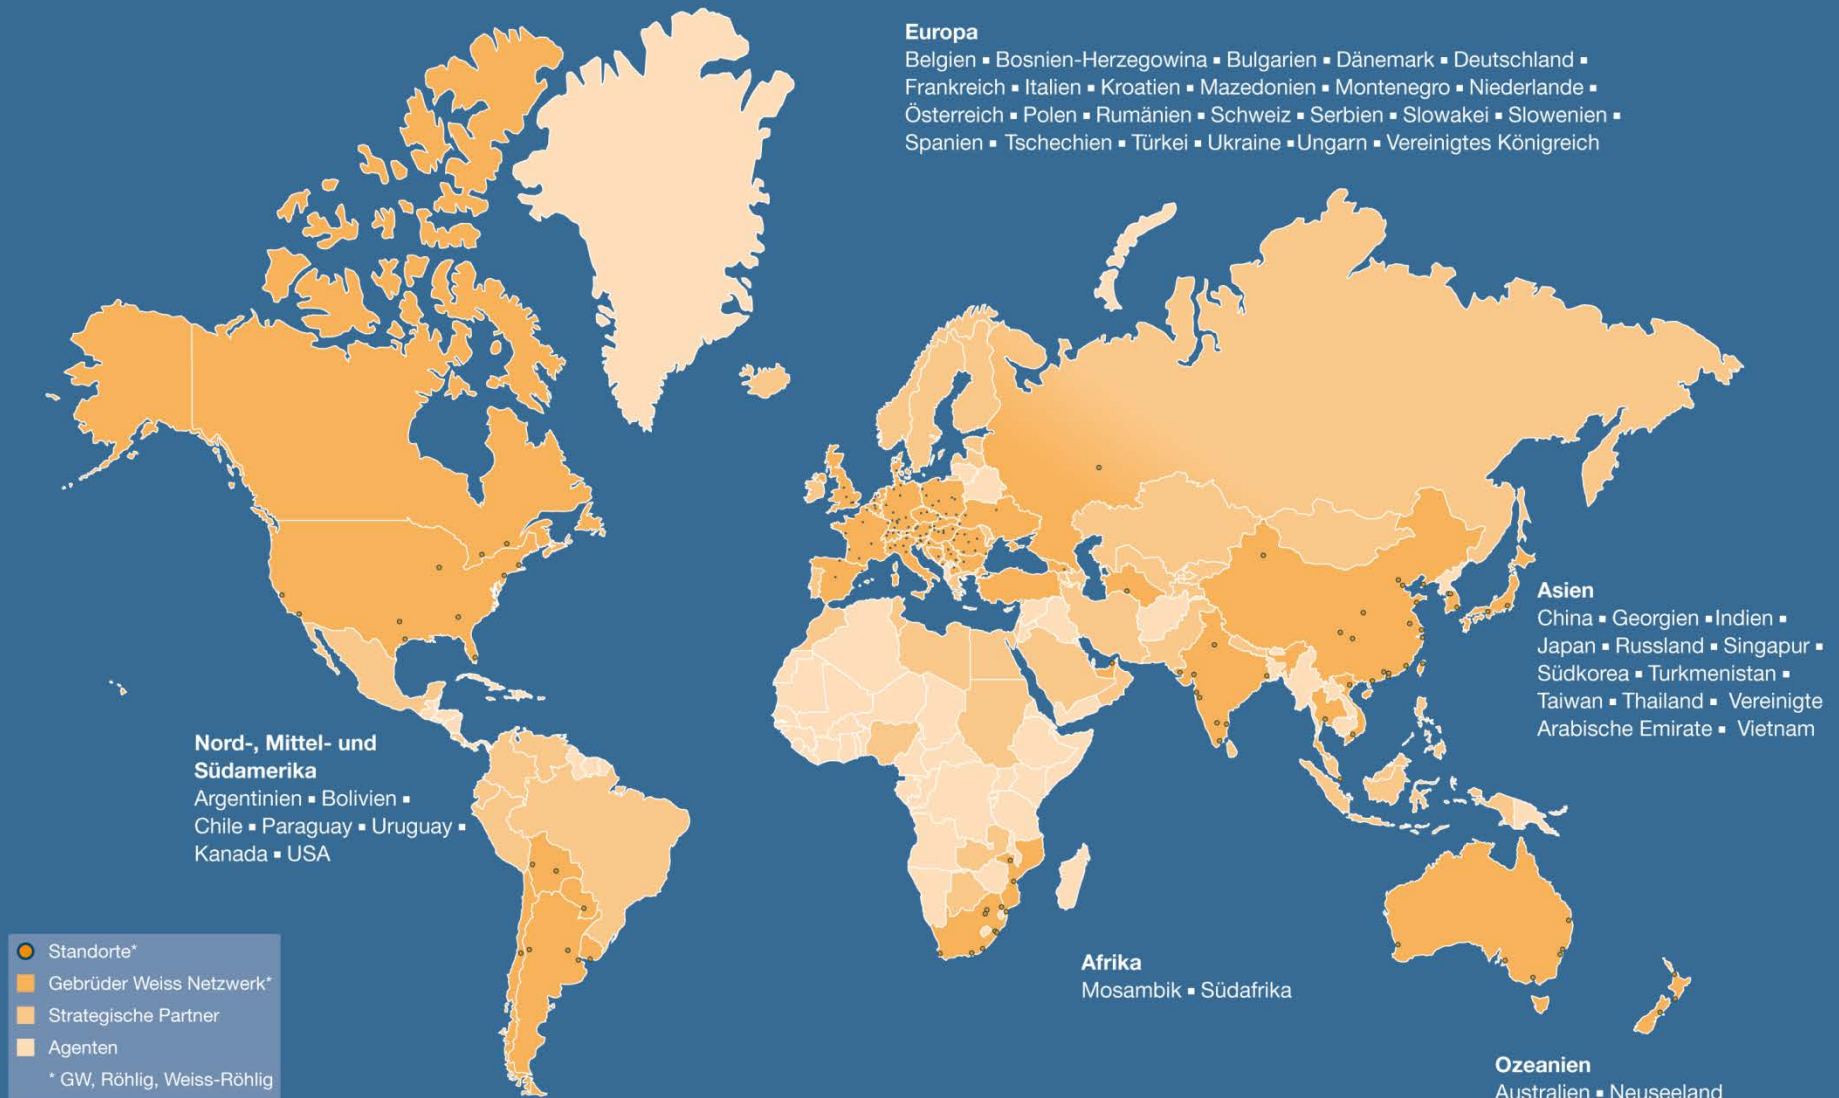 Europa
Belgien ▪ Bosnien-Herzegowina ▪ Bulgarien ▪ Dänemark ▪ Deutschland ▪
Frankreich ▪ Italien ▪ Kroatien ▪ Mazedonien ▪ Montenegro ▪ Niederlande ▪
Österreich ▪ Polen ▪ Rumänien ▪ Schweiz ▪ Serbien ▪ Slowakei ▪ Slowenien ▪
Spanien ▪ Tschechien ▪ Türkei ▪ Ukraine ▪Ungarn ▪ Vereinigtes Königreich
Asien
China ▪ Georgien ▪Indien ▪
Japan ▪ Russland ▪ Singapur ▪
Südkorea ▪ Turkmenistan ▪
Taiwan ▪ Thailand ▪ Vereinigte
Arabische Emirate ▪ Vietnam
Nord-, Mittel- und
Südamerika
Argentinien ▪ Bolivien ▪
Chile ▪ Paraguay ▪ Uruguay ▪
Kanada ▪ USA
Afrika
Mosambik ▪ Südafrika
Ozeanien
Australien ▪ Neuseeland
Standorte*
Gebrüder Weiss Netzwerk*
Strategische Partner
Agenten
* GW, Röhlig, Weiss-Röhlig